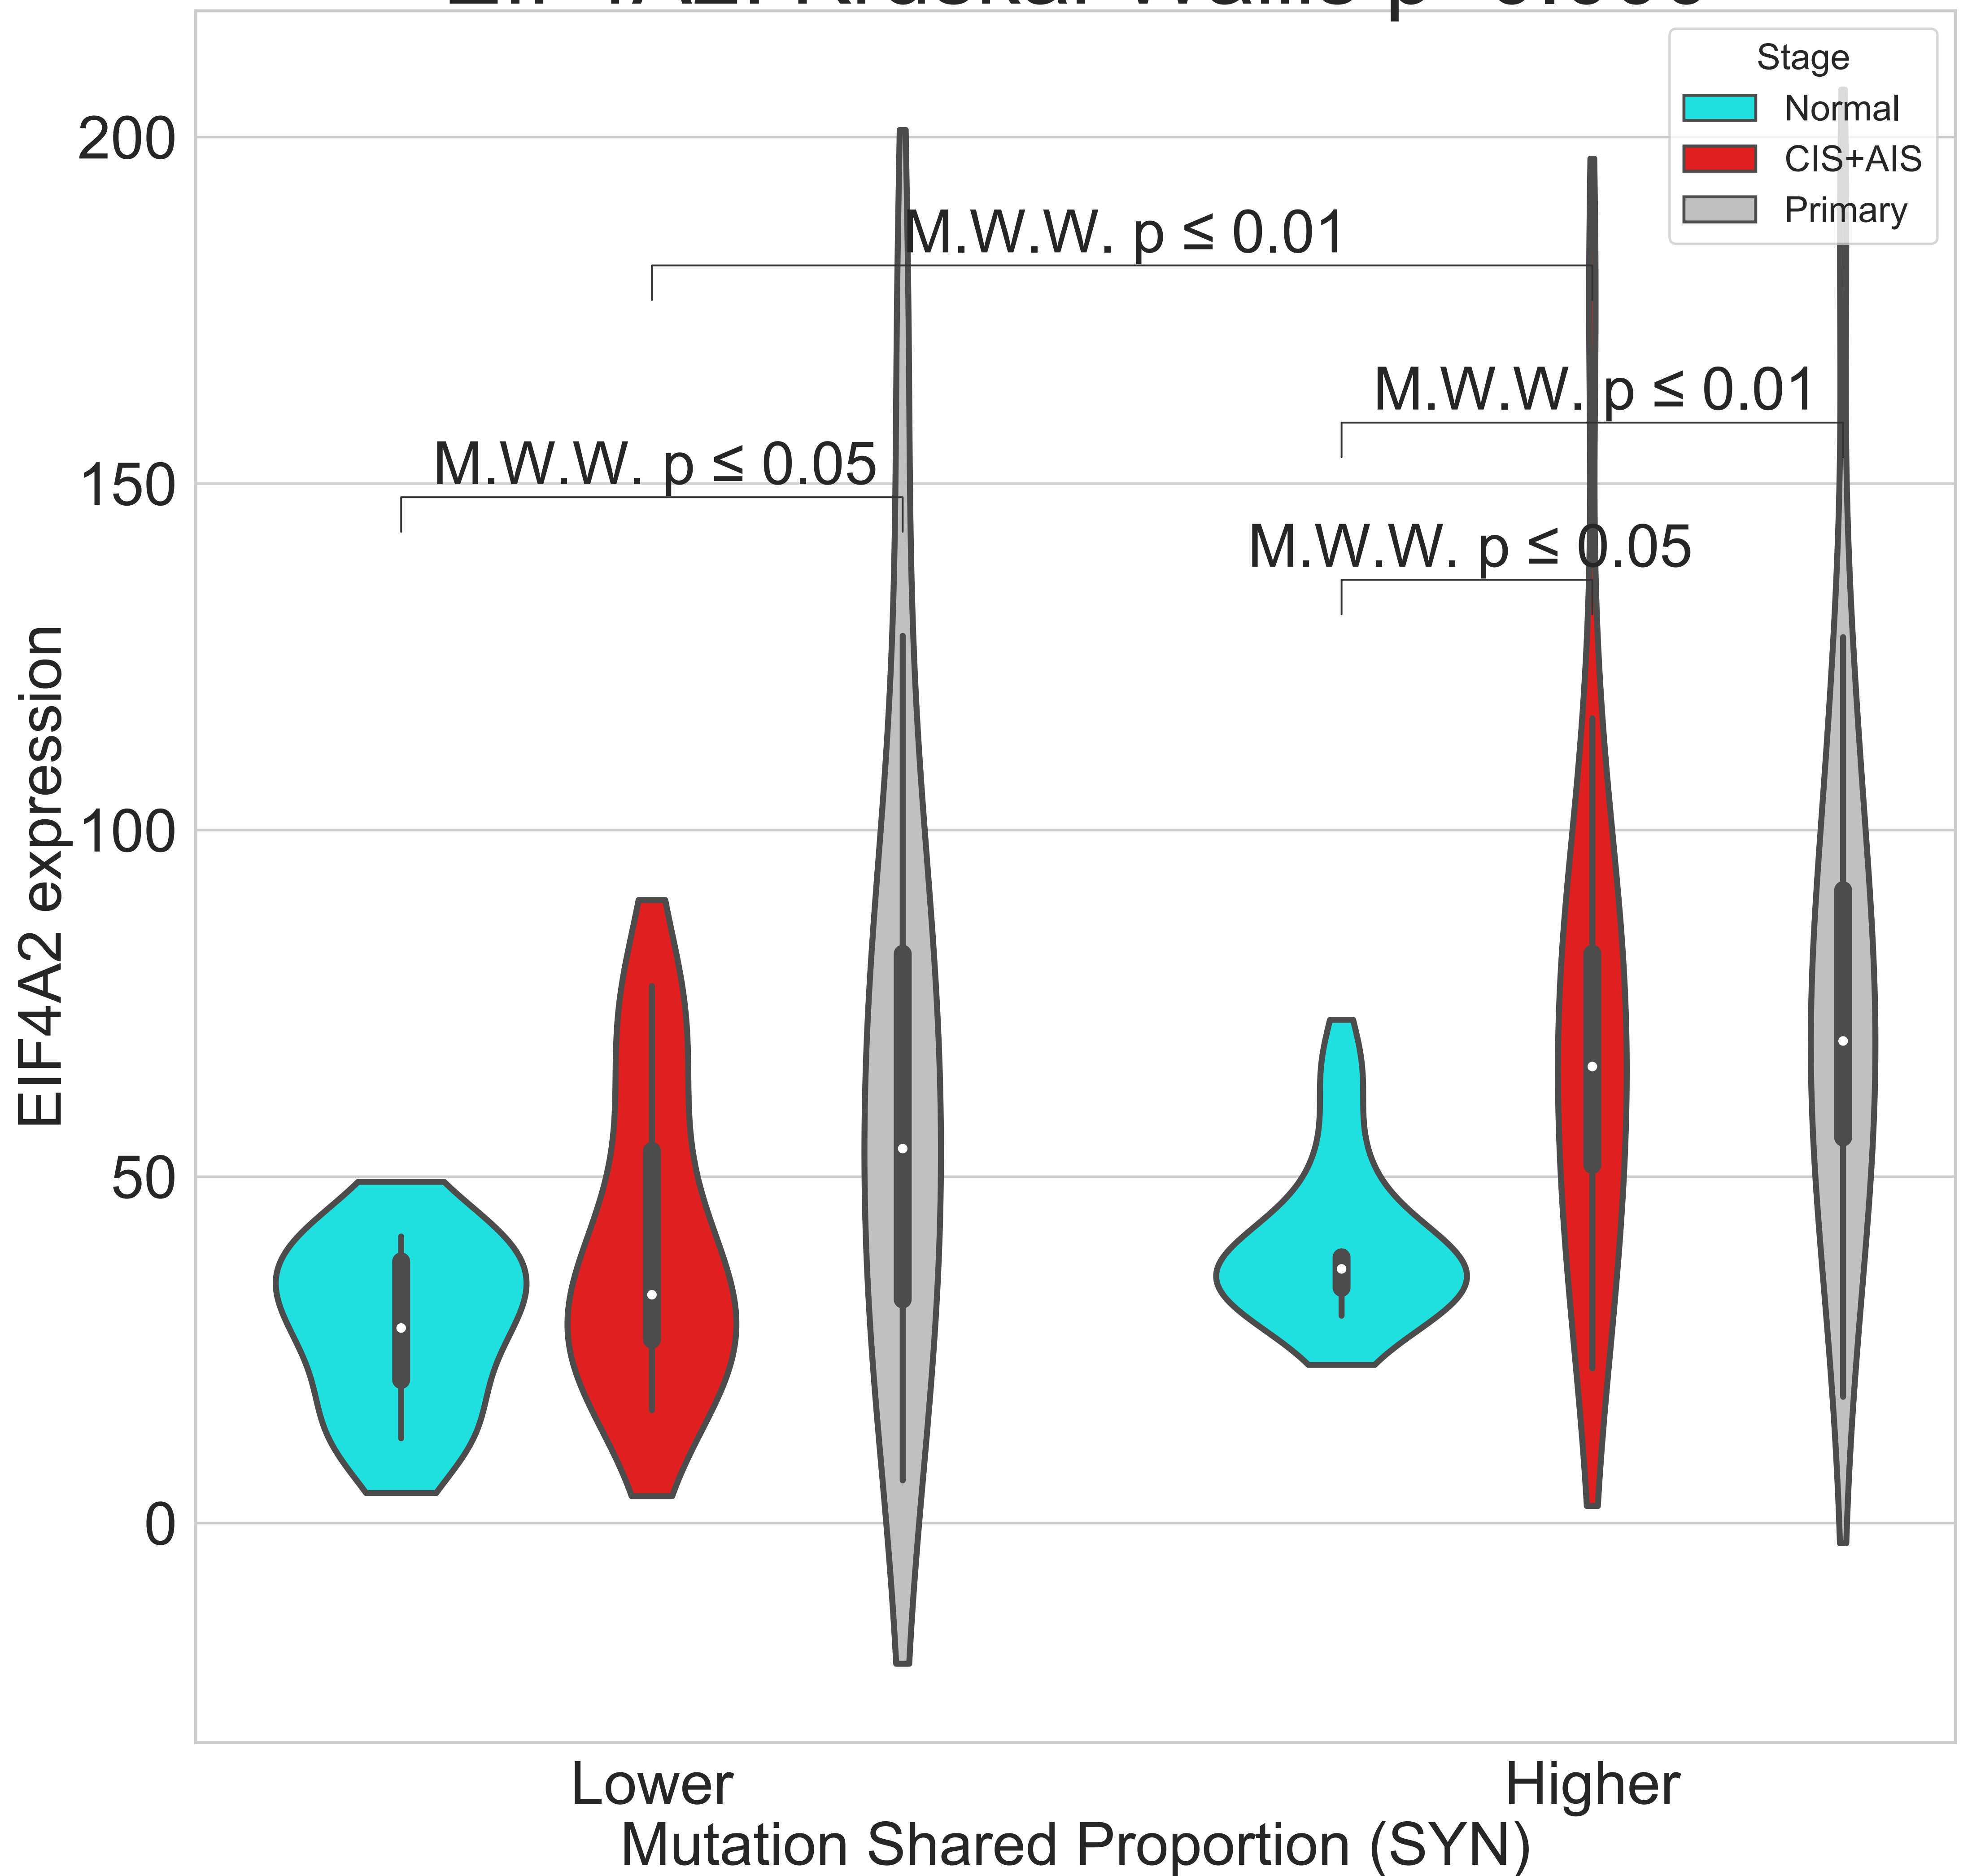 Stage
Normal
CIS+AIS
Primary
200
150
100
50
0
EIF4A2 expression
M.W.W. p ≤ 0.01
M.W.W. p ≤ 0.01
M.W.W. p ≤ 0.05
M.W.W. p ≤ 0.05
Lower
Higher
Mutation Shared Proportion (SYN)